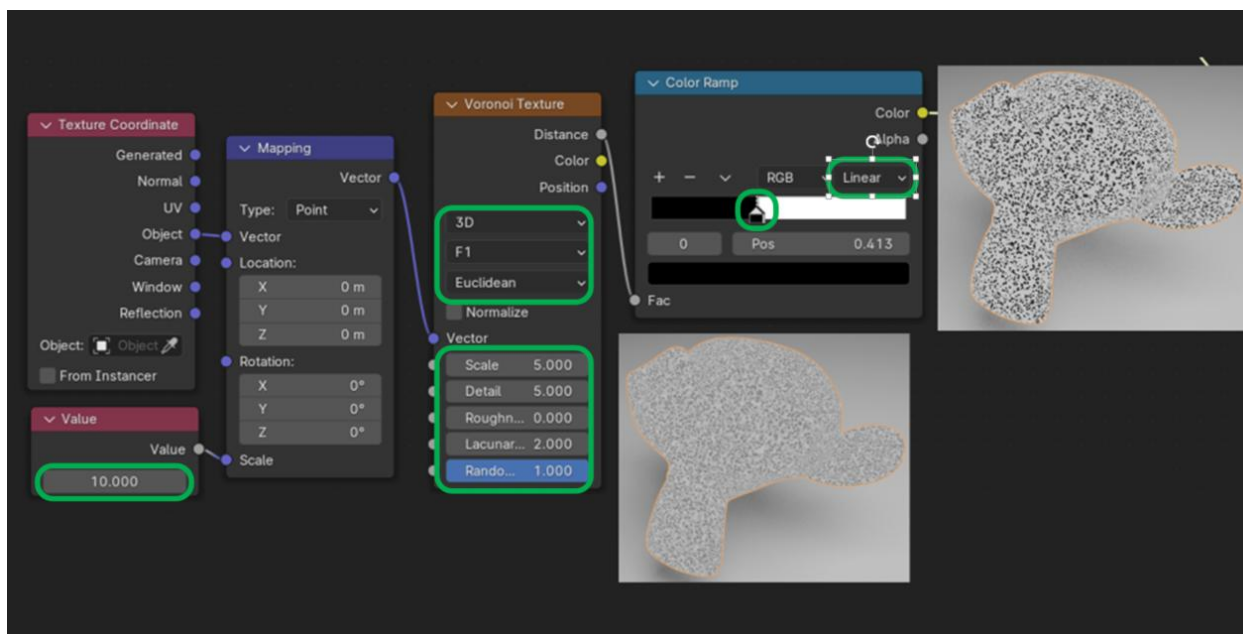 Texture Coordinate
Generated
Normal
UV
Object
Camera
Window
Reflection
Object:
Object
From Instancer
Value
Value
10.000
Mapping
Vector
Type:
Point
Vector
Location:
X 0 m
Y 0 m
Z 0 m
Rotation:
X 0°
Y 0°
Z 0°
Scale
Voronoi Texture
Distance
Color
Position
3D
F1
Euclidean
Normalize
Vector
Scale 5.000
Detail 5.000
Roughn... 0.000
Lacunar... 2.000
Rando... 1.000
Color Ramp
Color
Alpha
RGB
Linear
0 Pos 0.413
Fac